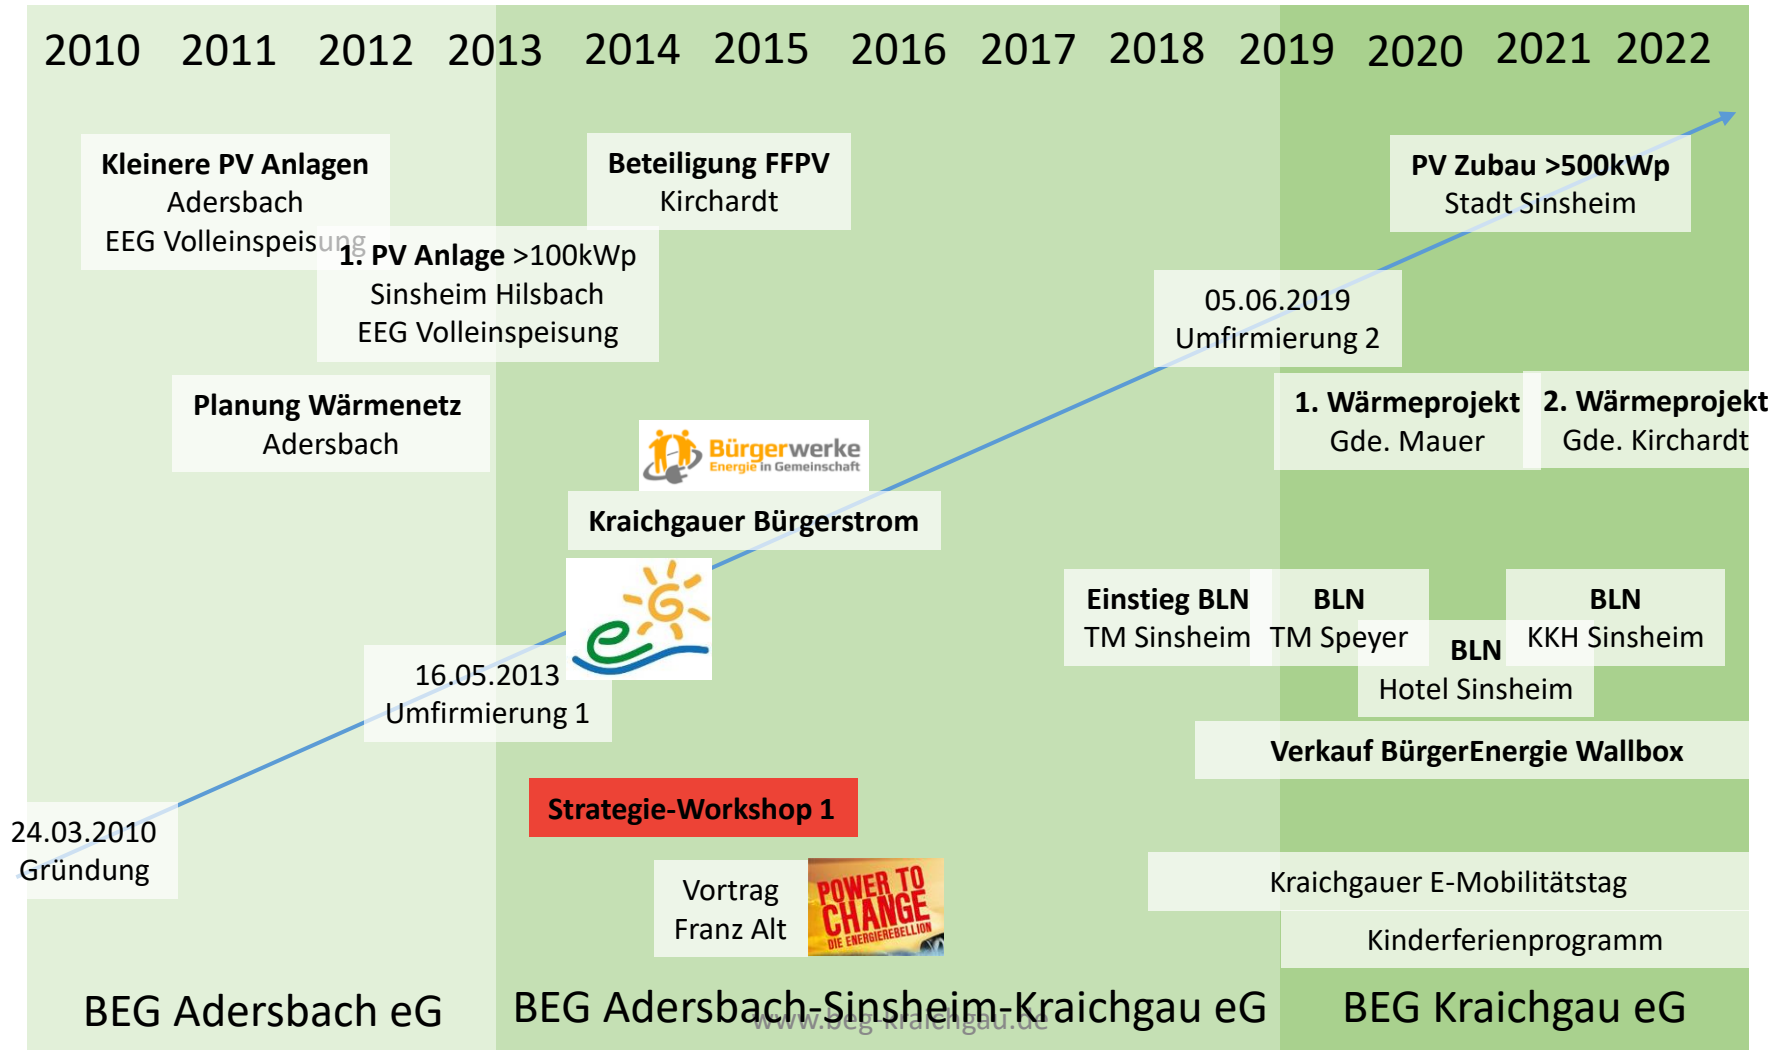 2010 2011 2012 2013 2014 2015 2016 2017 2018 2019 2020 2021 2022
Kleinere PV Anlagen
Adersbach
EEG Volleinspeisung
1. PV Anlage >100kWp
Sinsheim Hilsbach
EEG Volleinspeisung
Beteiligung FFPV
Kirchardt
PV Zubau >500kWp
Stadt Sinsheim
05.06.2019
Umfirmierung 2
Planung Wärmenetz
Adersbach
1. Wärmeprojekt
Gde. Mauer
2. Wärmeprojekt
Gde. Kirchardt
Bürgerwerke
Energie in Gemeinschaft
Kraichgauer Bürgerstrom
Einstieg BLN
TM Sinsheim
BLN
TM Speyer
BLN
Hotel Sinsheim
BLN
KKH Sinsheim
16.05.2013
Umfirmierung 1
Verkauf BürgerEnergie Wallbox
Strategie-Workshop 1
24.03.2010
Gründung
Vortrag
Franz Alt
POWER TO
CHANGE
DIE ENERGIEREBELLION
Kraichgauer E-Mobilitätstag
Kinderferienprogramm
BEG Adersbach eG
BEG Adersbach-Sinsheim-Kraichgau eG
BEG Kraichgau eG
www.beg-kraichgau.de